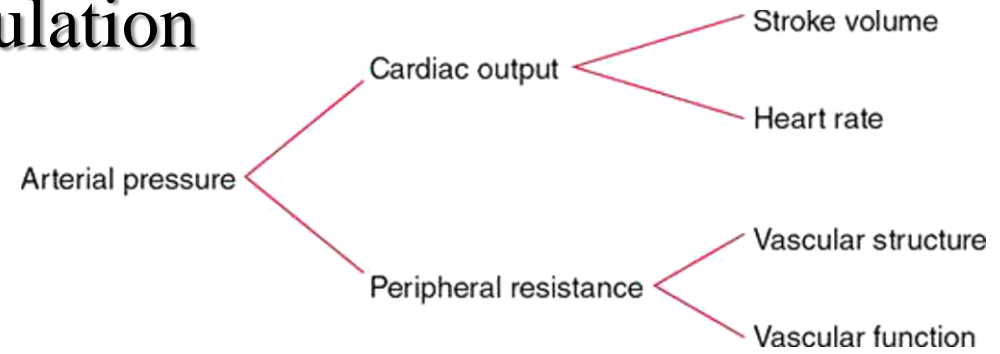 ulation
Stroke volume
Cardiac output
Heart rate
Arterial pressure
Vascular structure
Peripheral resistance
Vascular function